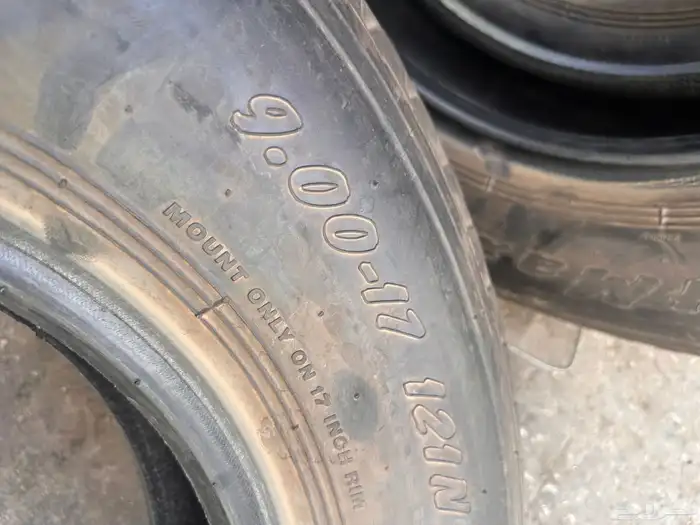 9.00-17 121N
MOUNT ONLY ON 17 INCH RIM